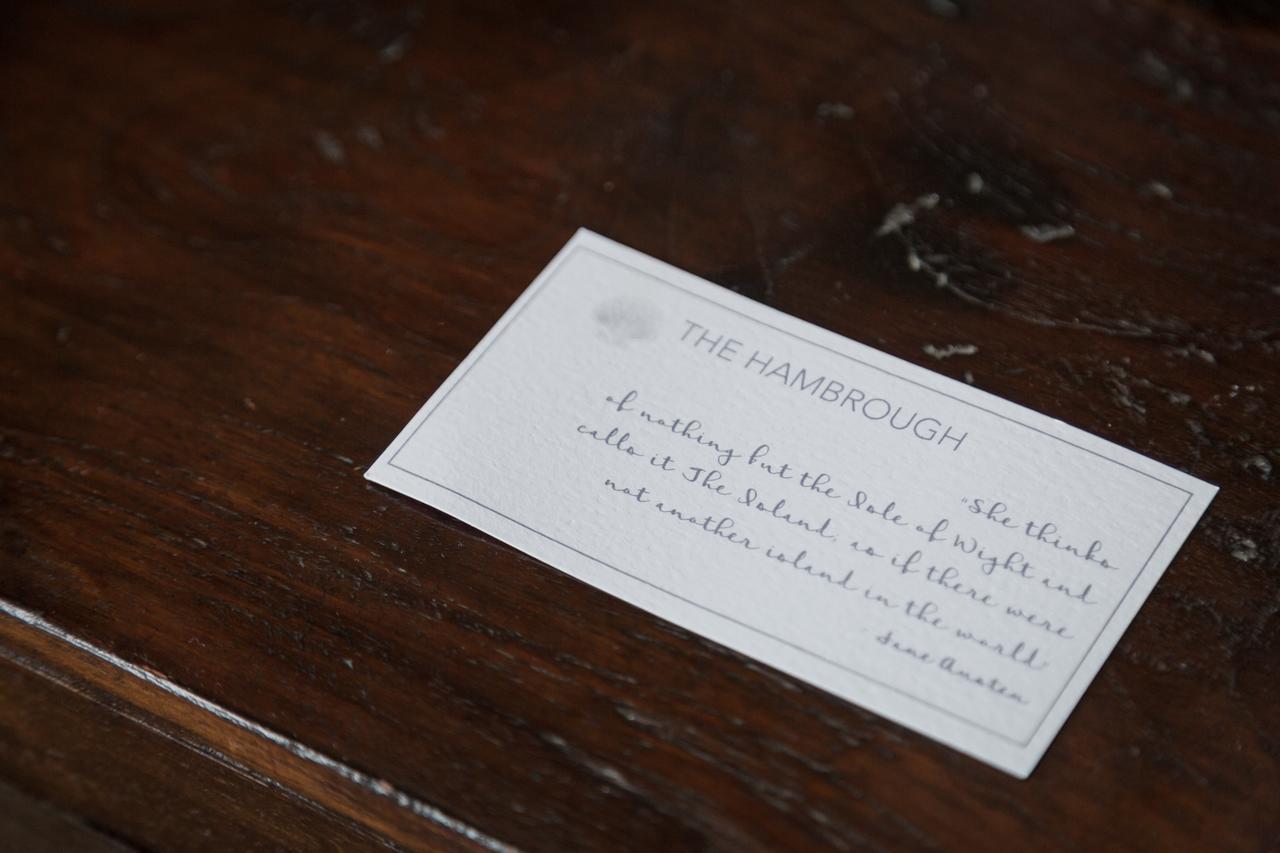 THE HAMBROUGH
"She thinks
of nothing but the Isle of Wight and
calls it The Island, as if there were
not another island in the world"
Jane Austen